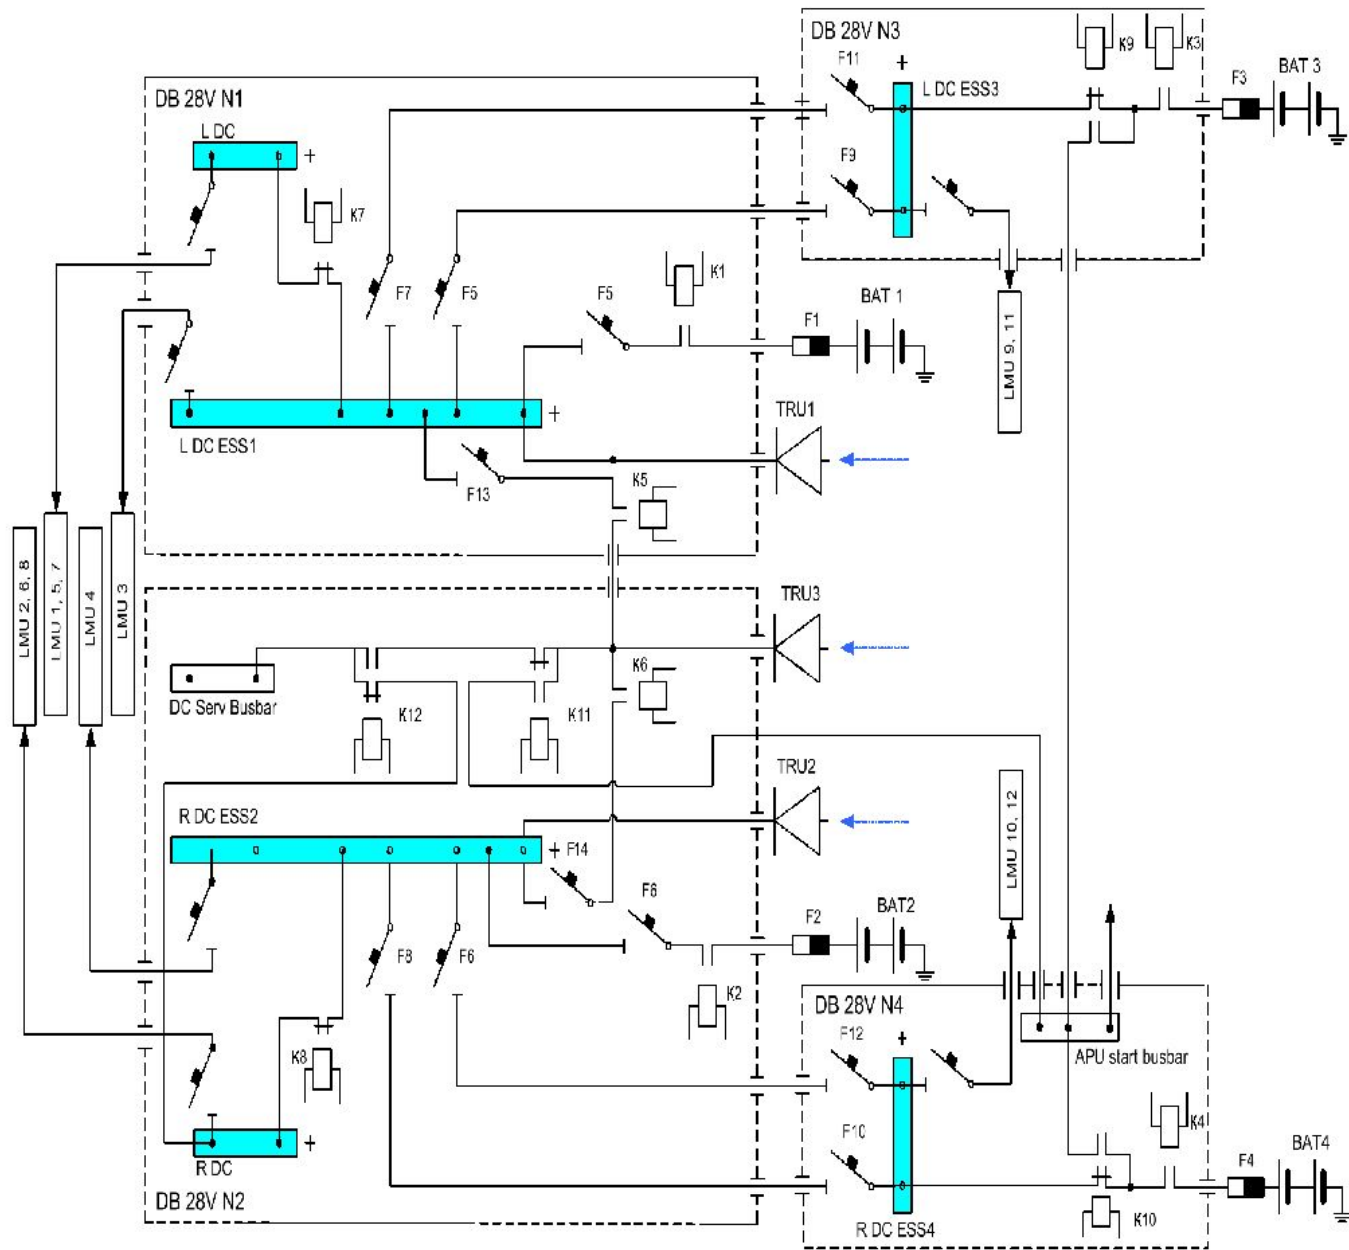 DB 28V N3
K9
K3
F11
+
L DC ESS3
F3
BAT 3
DB 28V N1
L DC
+
F9
K7
K1
F7
F5
F5
BAT 1
F1
LMU 9, 11
TRU1
+
L DC ESS1
F13
K5
LMU 2, 6, 8
LMU 1, 5, 7
LMU 4
LMU 3
TRU3
K6
DC Serv Busbar
K12
K11
TRU2
R DC ESS2
LMU 10, 12
+
F14
F6
BAT2
F2
F8
F6
K2
DB 28V N4
F12
+
APU start busbar
K8
K4
F10
+
R DC
F4
BAT4
DB 28V N2
R DC ESS4
K10